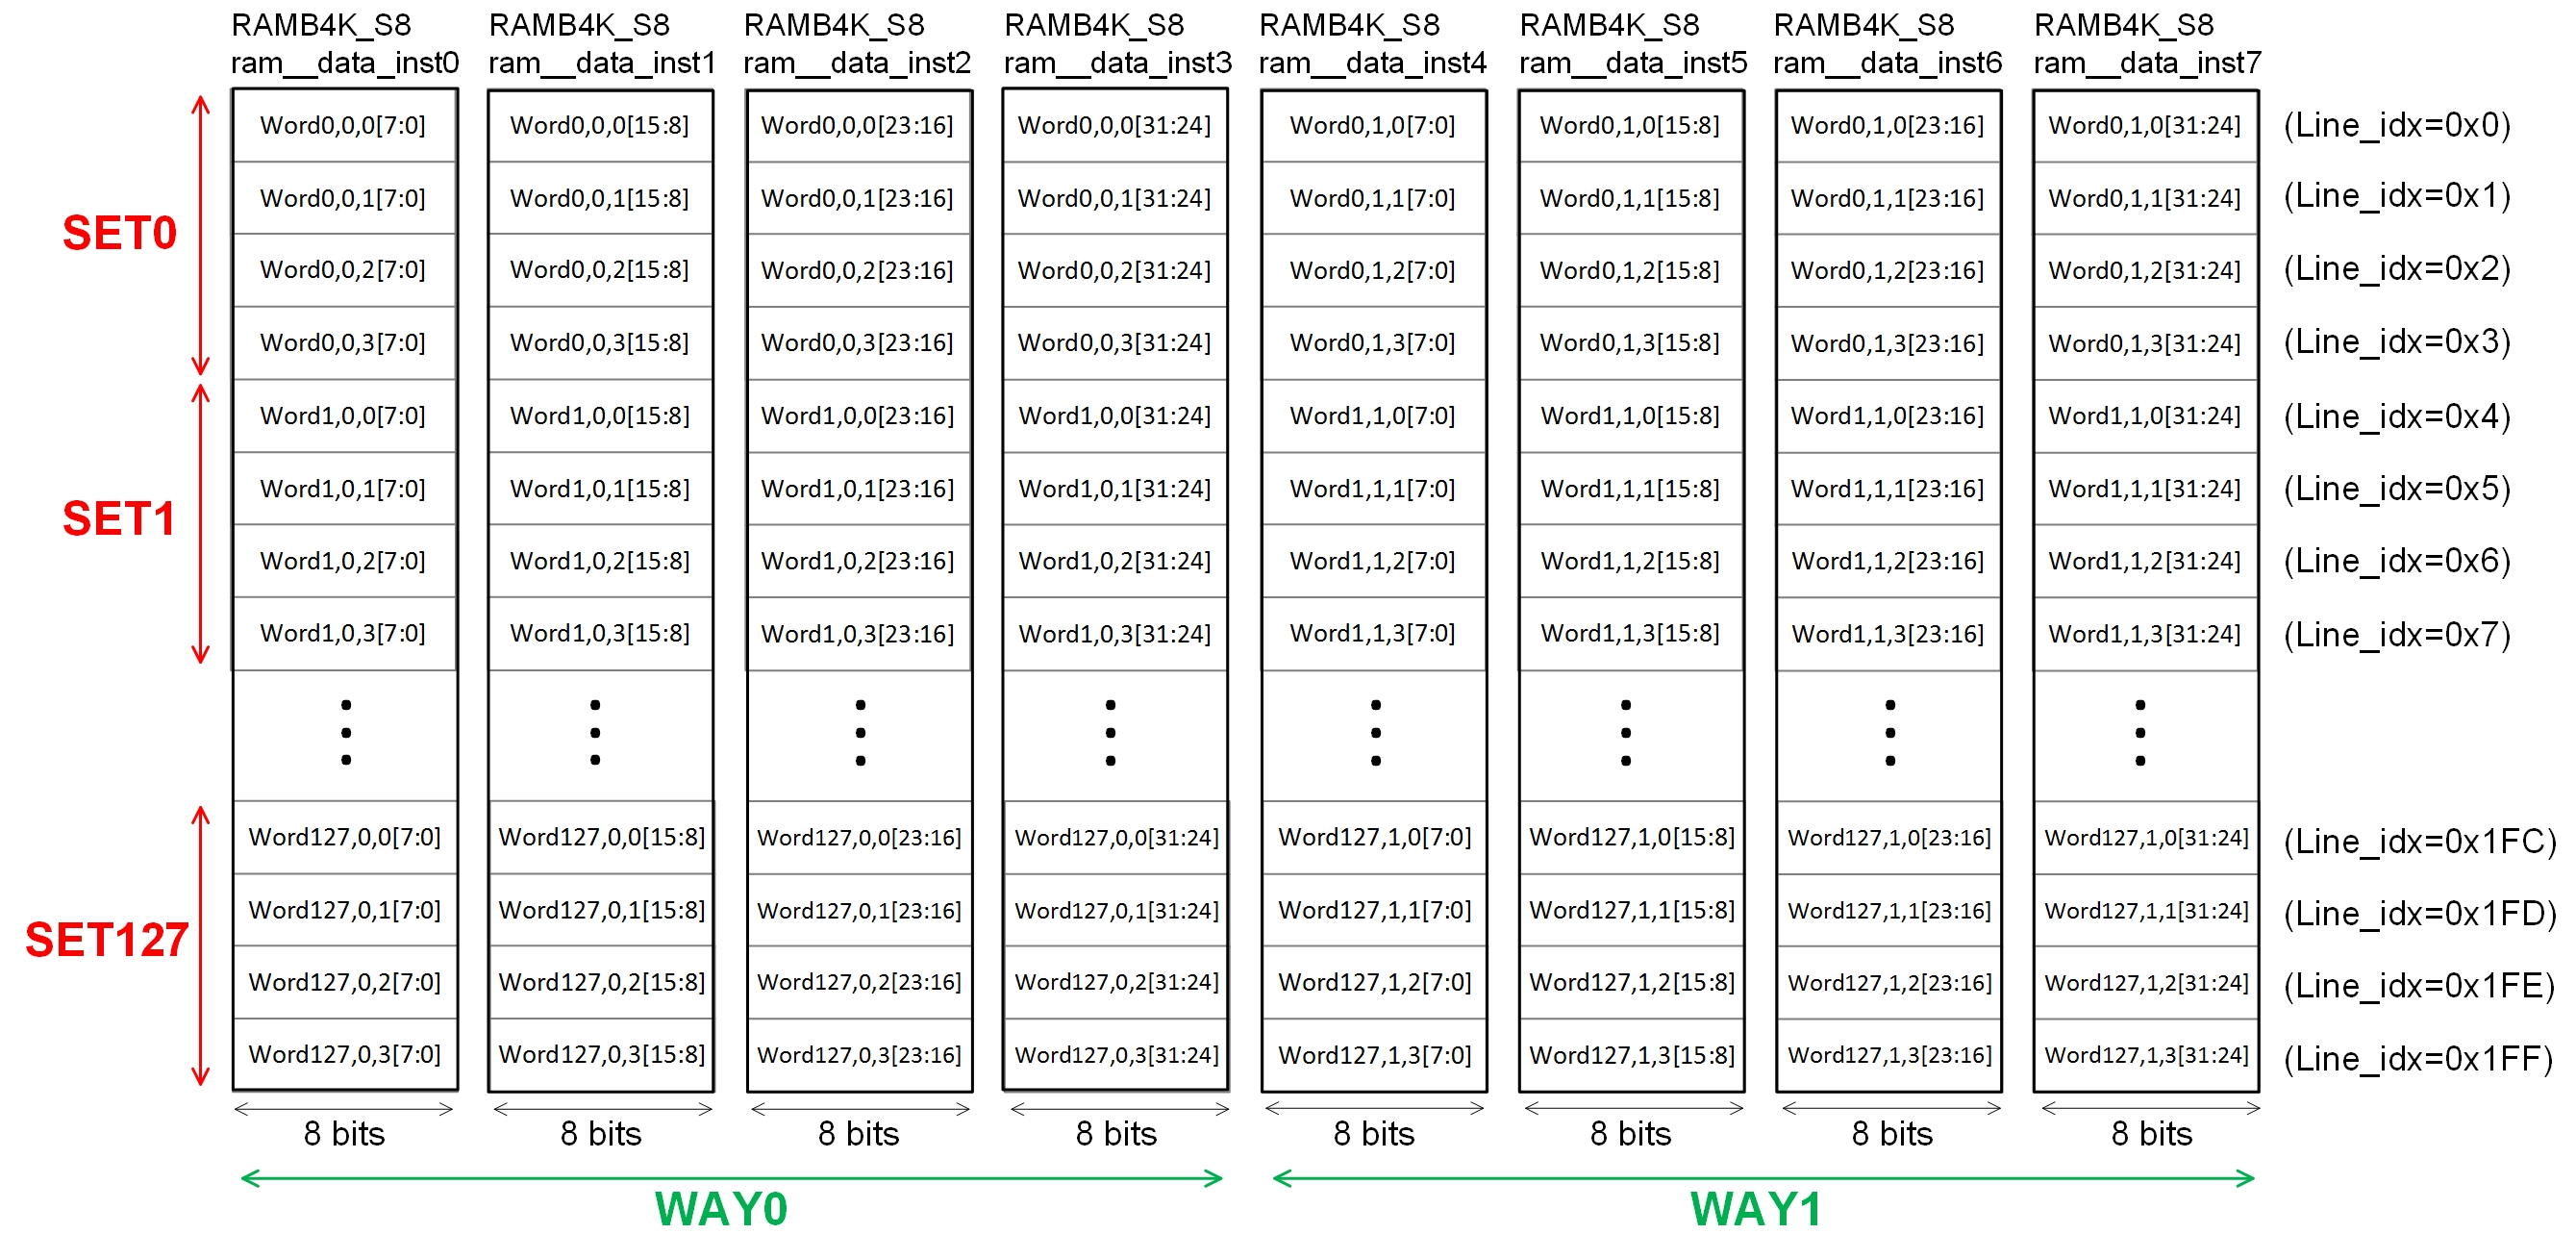 RAMB4K_S8 RAMB4K_S8 RAMB4K_S8 RAMB4K_S8 RAMB4K_S8 RAMB4K_S8 RAMB4K_S8 RAMB4K_S8
ram__data_inst0 ram__data_inst1 ram__data_inst2 ram__data_inst3 ram__data_inst4 ram__data_inst5 ram__data_inst6 ram__data_inst7
Word0,0,0[7:0] Word0,0,0[15:8] Word0,0,0[23:16] Word0,0,0[31:24] Word0,1,0[7:0] Word0,1,0[15:8] Word0,1,0[23:16] Word0,1,0[31:24] (Line_idx=0x0)
Word0,0,1[7:0] Word0,0,1[15:8] Word0,0,1[23:16] Word0,0,1[31:24] Word0,1,1[7:0] Word0,1,1[15:8] Word0,1,1[23:16] Word0,1,1[31:24] (Line_idx=0x1)
SET0
Word0,0,2[7:0] Word0,0,2[15:8] Word0,0,2[23:16] Word0,0,2[31:24] Word0,1,2[7:0] Word0,1,2[15:8] Word0,1,2[23:16] Word0,1,2[31:24] (Line_idx=0x2)
Word0,0,3[7:0] Word0,0,3[15:8] Word0,0,3[23:16] Word0,0,3[31:24] Word0,1,3[7:0] Word0,1,3[15:8] Word0,1,3[23:16] Word0,1,3[31:24] (Line_idx=0x3)
Word1,0,0[7:0] Word1,0,0[15:8] Word1,0,0[23:16] Word1,0,0[31:24] Word1,1,0[7:0] Word1,1,0[15:8] Word1,1,0[23:16] Word1,1,0[31:24] (Line_idx=0x4)
Word1,0,1[7:0] Word1,0,1[15:8] Word1,0,1[23:16] Word1,0,1[31:24] Word1,1,1[7:0] Word1,1,1[15:8] Word1,1,1[23:16] Word1,1,1[31:24] (Line_idx=0x5)
SET1
Word1,0,2[7:0] Word1,0,2[15:8] Word1,0,2[23:16] Word1,0,2[31:24] Word1,1,2[7:0] Word1,1,2[15:8] Word1,1,2[23:16] Word1,1,2[31:24] (Line_idx=0x6)
Word1,0,3[7:0] Word1,0,3[15:8] Word1,0,3[23:16] Word1,0,3[31:24] Word1,1,3[7:0] Word1,1,3[15:8] Word1,1,3[23:16] Word1,1,3[31:24] (Line_idx=0x7)
Word127,0,0[7:0] Word127,0,0[15:8] Word127,0,0[23:16] Word127,0,0[31:24] Word127,1,0[7:0] Word127,1,0[15:8] Word127,1,0[23:16] Word127,1,0[31:24] (Line_idx=0x1FC)
Word127,0,1[7:0] Word127,0,1[15:8] Word127,0,1[23:16] Word127,0,1[31:24] Word127,1,1[7:0] Word127,1,1[15:8] Word127,1,1[23:16] Word127,1,1[31:24] (Line_idx=0x1FD)
SET127
Word127,0,2[7:0] Word127,0,2[15:8] Word127,0,2[23:16] Word127,0,2[31:24] Word127,1,2[7:0] Word127,1,2[15:8] Word127,1,2[23:16] Word127,1,2[31:24] (Line_idx=0x1FE)
Word127,0,3[7:0] Word127,0,3[15:8] Word127,0,3[23:16] Word127,0,3[31:24] Word127,1,3[7:0] Word127,1,3[15:8] Word127,1,3[23:16] Word127,1,3[31:24] (Line_idx=0x1FF)
8 bits 8 bits 8 bits 8 bits 8 bits 8 bits 8 bits 8 bits
WAY0 WAY1